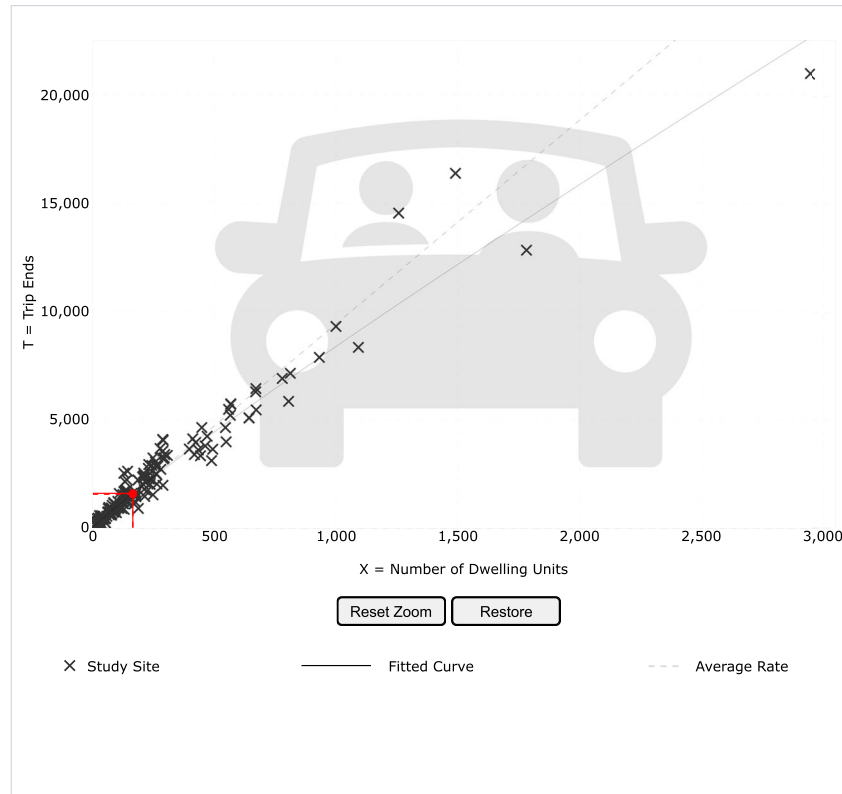 20,000
15,000
10,000
5,000
0
T = Trip Ends
0 500 1,000 1,500 2,000 2,500 3,000
X = Number of Dwelling Units
Reset Zoom Restore
Study Site Fitted Curve Average Rate